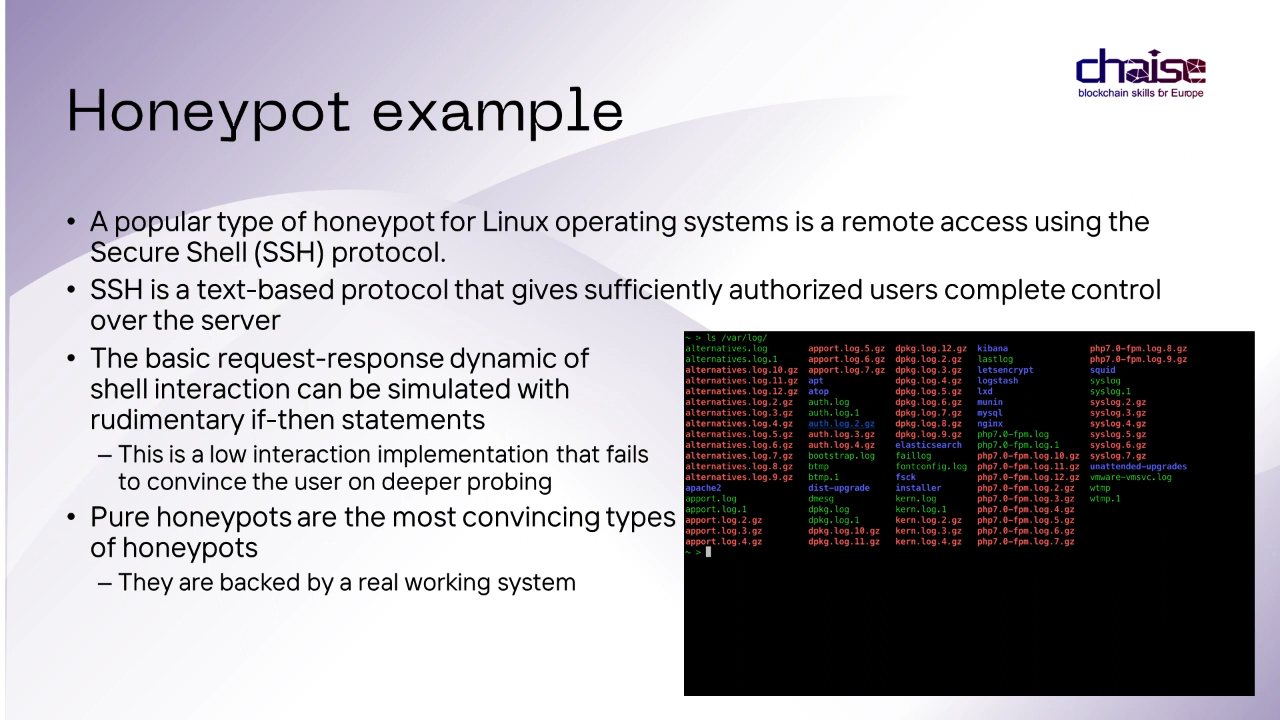 chaise
blockchain skills for Europe
Honeypot example
• A popular type of honeypot for Linux operating systems is a remote access using the
Secure Shell (SSH) protocol.
• SSH is a text-based protocol that gives sufficiently authorized users complete control
over the server
• The basic request-response dynamic of
shell interaction can be simulated with
rudimentary if-then statements
– This is a low interaction implementation that fails
to convince the user on deeper probing
• Pure honeypots are the most convincing types
of honeypots
– They are backed by a real working system
~ > ls /var/log/
alternatives.log apport.log.5.gz dpkg.log.12.gz kibana php7.0-fpm.log.8.gz
alternatives.log.1 apport.log.6.gz dpkg.log.2.gz lastlog php7.0-fpm.log.9.gz
alternatives.log.10.gz apport.log.7.gz dpkg.log.3.gz letsencrypt squid
alternatives.log.11.gz apt dpkg.log.4.gz logstash syslog
alternatives.log.12.gz atop dpkg.log.5.gz lxd syslog.1
alternatives.log.2.gz auth.log dpkg.log.6.gz munin syslog.2.gz
alternatives.log.3.gz auth.log.1 dpkg.log.7.gz mysql syslog.3.gz
alternatives.log.4.gz auth.log.2.gz dpkg.log.8.gz nginx syslog.4.gz
alternatives.log.5.gz auth.log.3.gz dpkg.log.9.gz php7.0-fpm.log syslog.5.gz
alternatives.log.6.gz auth.log.4.gz elasticsearch php7.0-fpm.log.1 syslog.6.gz
alternatives.log.7.gz bootstrap.log faillog php7.0-fpm.log.10.gz syslog.7.gz
alternatives.log.8.gz btmp fontconfig.log php7.0-fpm.log.11.gz unattended-upgrades
alternatives.log.9.gz btmp.1 fsck php7.0-fpm.log.12.gz vmware-vmsvc.log
apache2 dist-upgrade installer php7.0-fpm.log.2.gz wtmp
apport.log dmesg kern.log php7.0-fpm.log.3.gz wtmp.1
apport.log.1 dpkg.log kern.log.1 php7.0-fpm.log.4.gz
apport.log.2.gz dpkg.log.1 kern.log.2.gz php7.0-fpm.log.5.gz
apport.log.3.gz dpkg.log.10.gz kern.log.3.gz php7.0-fpm.log.6.gz
apport.log.4.gz dpkg.log.11.gz kern.log.4.gz php7.0-fpm.log.7.gz
~ >